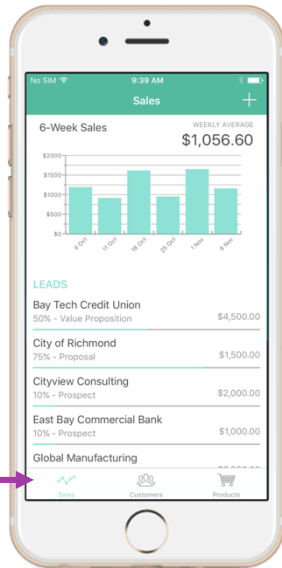 No SIM 9:39 AM
Sales +
6-Week Sales
WEEKLY AVERAGE
$1,056.60
$2000
$1500
$1000
$500
$0
4 Oct 11 Oct 18 Oct 25 Oct 1 Nov 8 Nov
LEADS
Bay Tech Credit Union
50% - Value Proposition $4,500.00
City of Richmond
75% - Proposal $1,500.00
Cityview Consulting
10% - Prospect $2,000.00
East Bay Commercial Bank
10% - Prospect $1,000.00
Global Manufacturing
Sales Customers Products